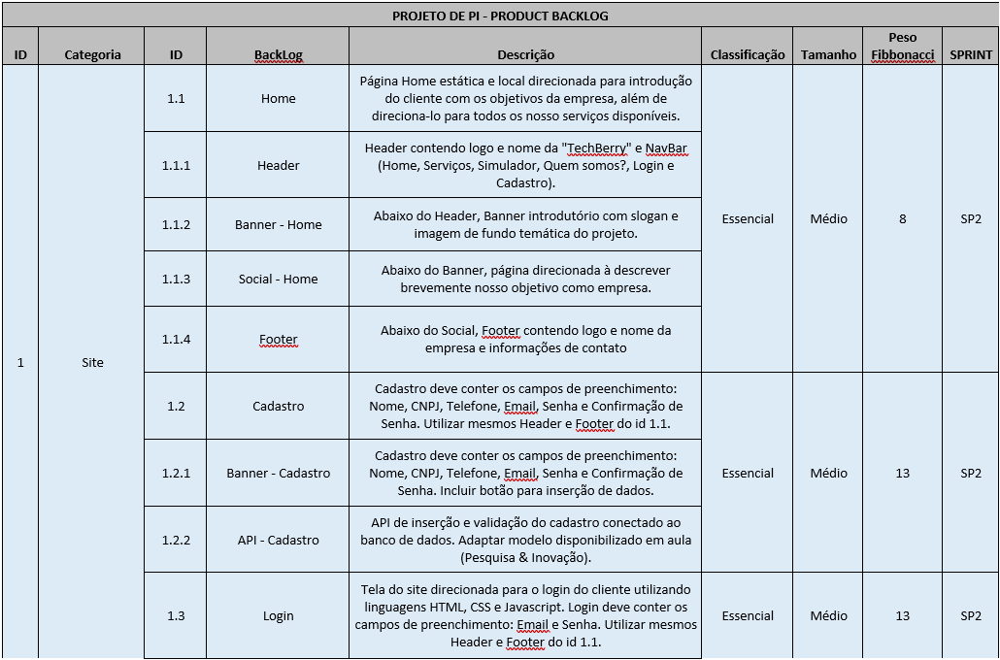 PROJETO DE PI - PRODUCT BACKLOG
ID Categoria ID BackLog Descrição Classificação Tamanho Peso Fibbonacci SPRINT
1 Site
1.1 Home
Página Home estática e local direcionada para introdução
do cliente com os objetivos da empresa, além de
direciona-lo para todos os nosso serviços disponíveis.
1.1.1 Header
Header contendo logo e nome da "TechBerry" e NavBar
(Home, Serviços, Simulador, Quem somos?, Login e
Cadastro).
1.1.2 Banner - Home
Abaixo do Header, Banner introdutório com slogan e
imagem de fundo temática do projeto.
1.1.3 Social - Home
Abaixo do Banner, página direcionada à descrever
brevemente nosso objetivo como empresa.
1.1.4 Footer
Abaixo do Social, Footer contendo logo e nome da
empresa e informações de contato
Essencial Médio 8 SP2
1.2 Cadastro
Cadastro deve conter os campos de preenchimento:
Nome, CNPJ, Telefone, Email, Senha e Confirmação de
Senha. Utilizar mesmos Header e Footer do id 1.1.
1.2.1 Banner - Cadastro
Cadastro deve conter os campos de preenchimento:
Nome, CNPJ, Telefone, Email, Senha e Confirmação de
Senha. Incluir botão para inserção de dados.
1.2.2 API - Cadastro
API de inserção e validação do cadastro conectado ao
banco de dados. Adaptar modelo disponibilizado em aula
(Pesquisa & Inovação).
Essencial Médio 13 SP2
1.3 Login
Tela do site direcionada para o login do cliente utilizando
linguagens HTML, CSS e Javascript. Login deve conter os
campos de preenchimento: Email e Senha. Utilizar mesmos
Header e Footer do id 1.1.
Essencial Médio 13 SP2